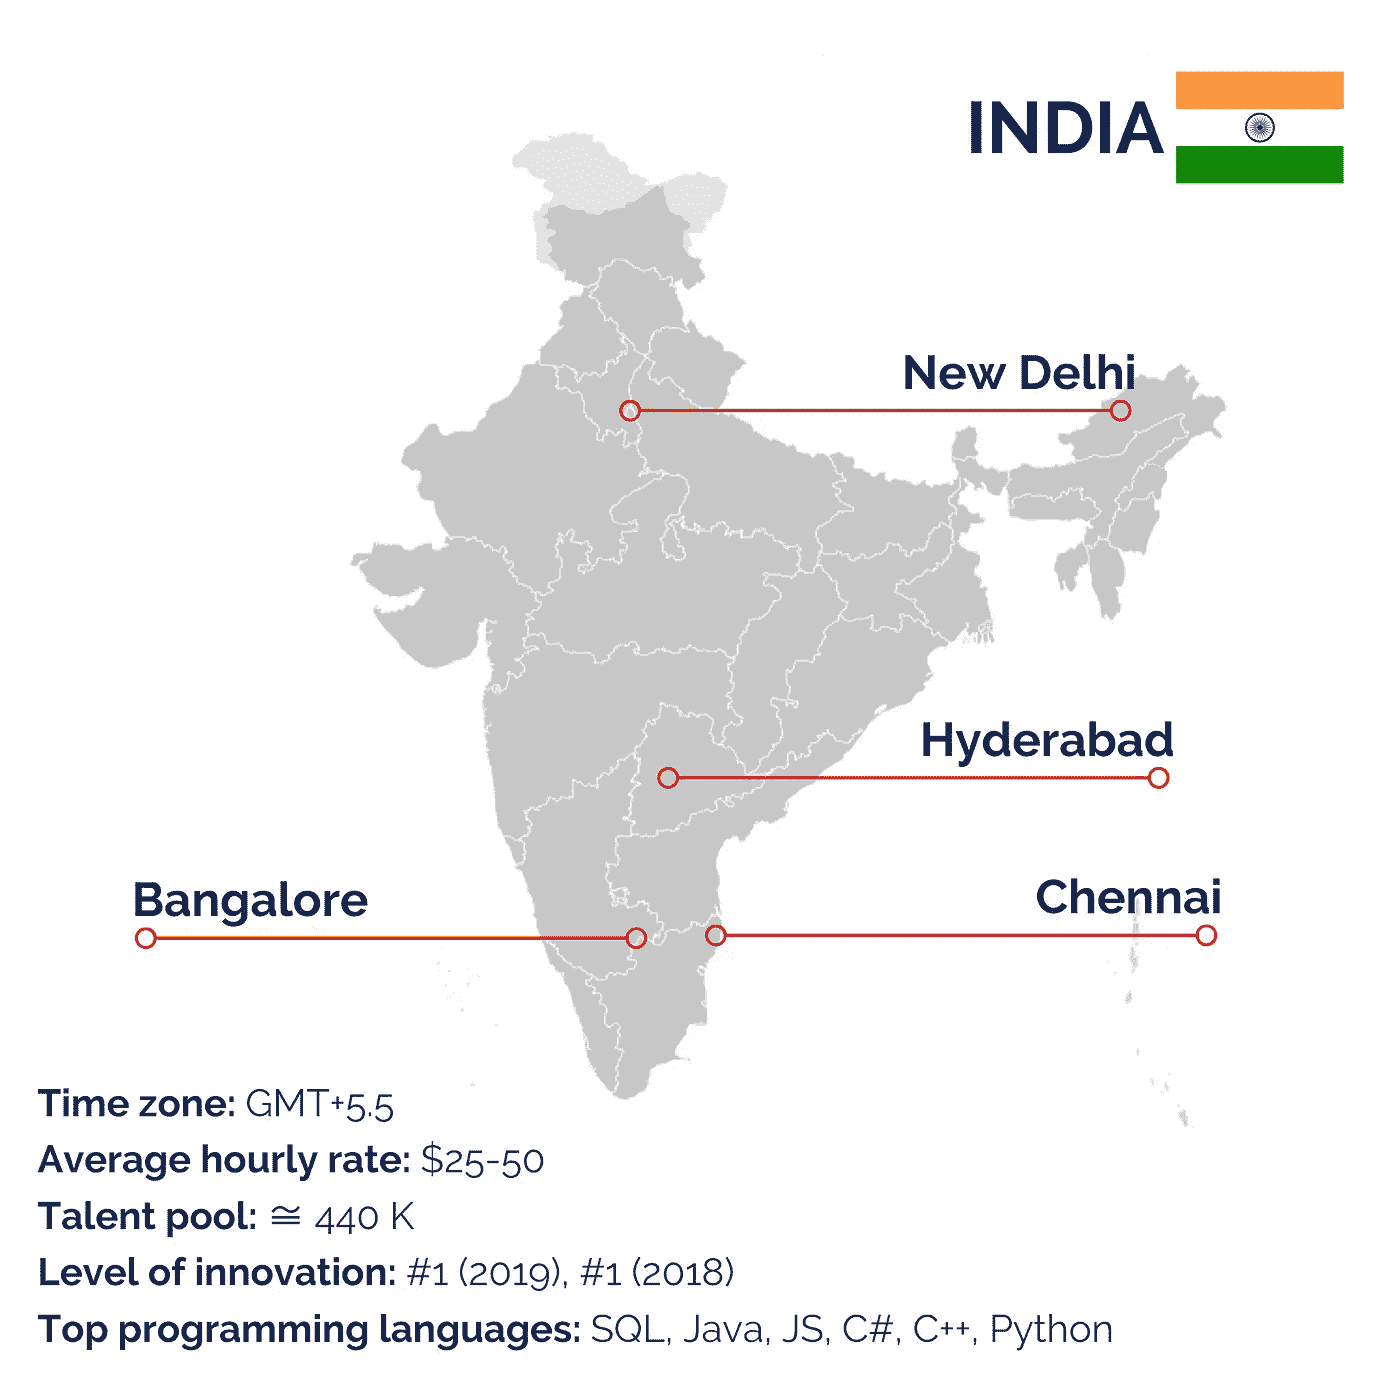 INDIA
New Delhi
Hyderabad
Bangalore
Chennai
Time zone: GMT+5.5
Average hourly rate: $25-50
Talent pool: ≅ 440 K
Level of innovation: #1 (2019), #1 (2018)
Top programming languages: SQL, Java, JS, C#, C++, Python